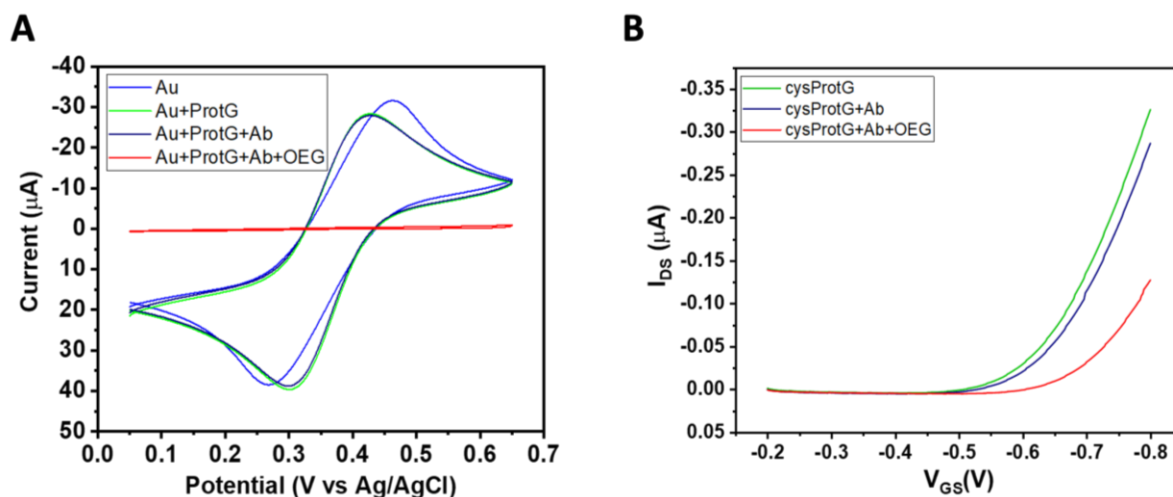 A
-40
-30
-20
-10
0
10
20
30
40
50
Current (µA)
Au
Au+ProtG
Au+ProtG+Ab
Au+ProtG+Ab+OEG
0.0 0.1 0.2 0.3 0.4 0.5 0.6 0.7
Potential (V vs Ag/AgCl)
B
-0.35
-0.30
-0.25
-0.20
-0.15
-0.10
-0.05
0.00
0.05
I_DS (µA)
cysProtG
cysProtG+Ab
cysProtG+Ab+OEG
-0.2 -0.3 -0.4 -0.5 -0.6 -0.7 -0.8
V_GS(V)